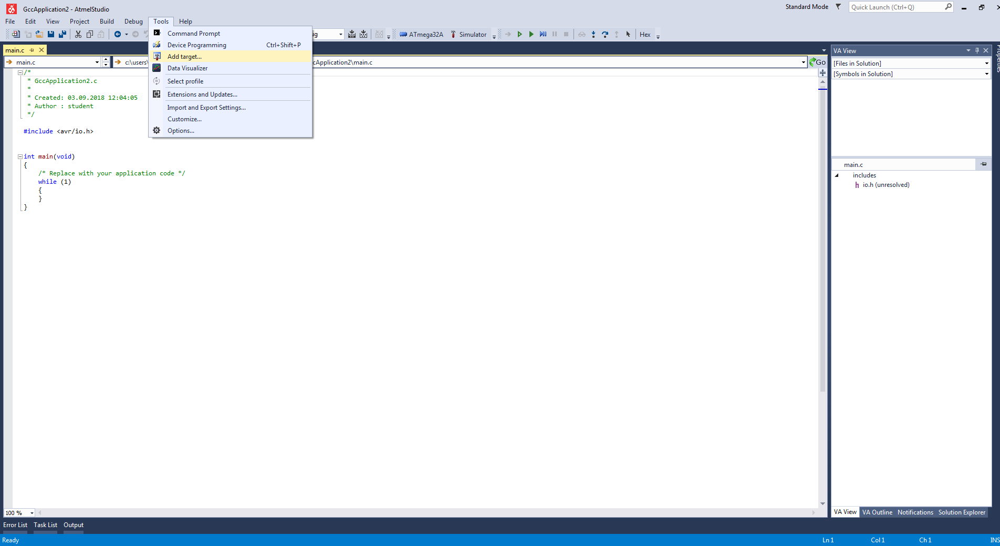 GccApplication2 - AtmelStudio
Standard Mode
Quick Launch (Ctrl+Q)
File Edit View Project Build Debug Tools Help
ATmega32A Simulator Hex
Command Prompt
Device Programming Ctrl+Shift+P
Add target...
Data Visualizer
Select profile
Extensions and Updates...
Import and Export Settings...
Customize...
Options...
main.c
main.c
c:\users\
cApplication2\main.c
Go
/*
* GccApplication2.c
*
* Created: 03.09.2018 12:04:05
* Author : student
*/
#include <avr/io.h>
int main(void)
{
/* Replace with your application code */
while (1)
{
}
}
VA View
[Files in Solution]
[Symbols in Solution]
main.c
includes
h io.h (unresolved)
Properties
100 %
VA View VA Outline Notifications Solution Explorer
Error List Task List Output
Ready
Ln 1 Col 1 Ch 1 INS